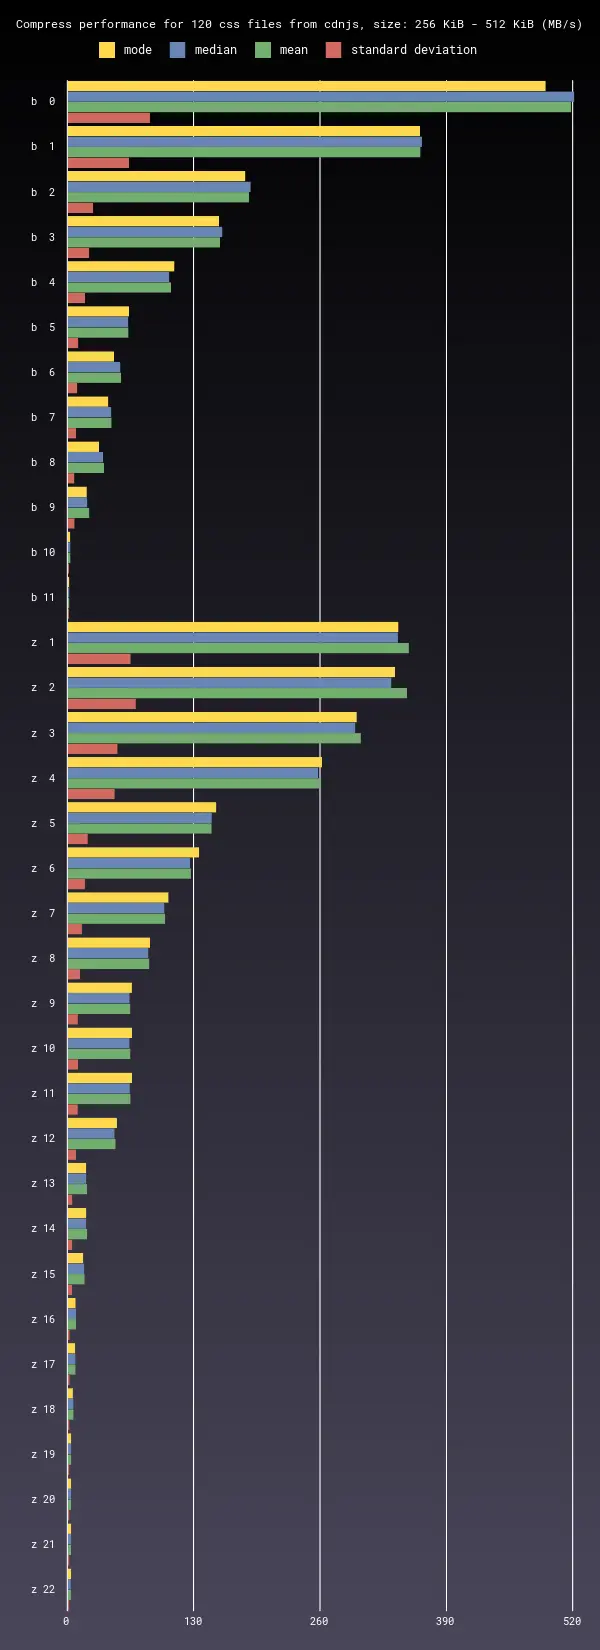 Compress performance for 120 css files from cdnjs, size: 256 KiB - 512 KiB (MB/s)
mode median mean standard deviation
b 0
b 1
b 2
b 3
b 4
b 5
b 6
b 7
b 8
b 9
b 10
b 11
z 1
z 2
z 3
z 4
z 5
z 6
z 7
z 8
z 9
z 10
z 11
z 12
z 13
z 14
z 15
z 16
z 17
z 18
z 19
z 20
z 21
z 22
0 130 260 390 520